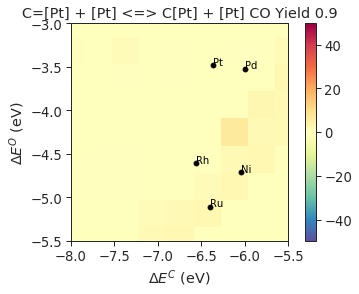 C=[Pt] + [Pt] <=> C[Pt] + [Pt] CO Yield 0.9
−3.0
−3.5
−4.0
−4.5
−5.0
−5.5
ΔE^O (eV)
Pt
Pd
Rh
Ni
Ru
−8.0 −7.5 −7.0 −6.5 −6.0 −5.5
ΔE^C (eV)
40
20
0
−20
−40